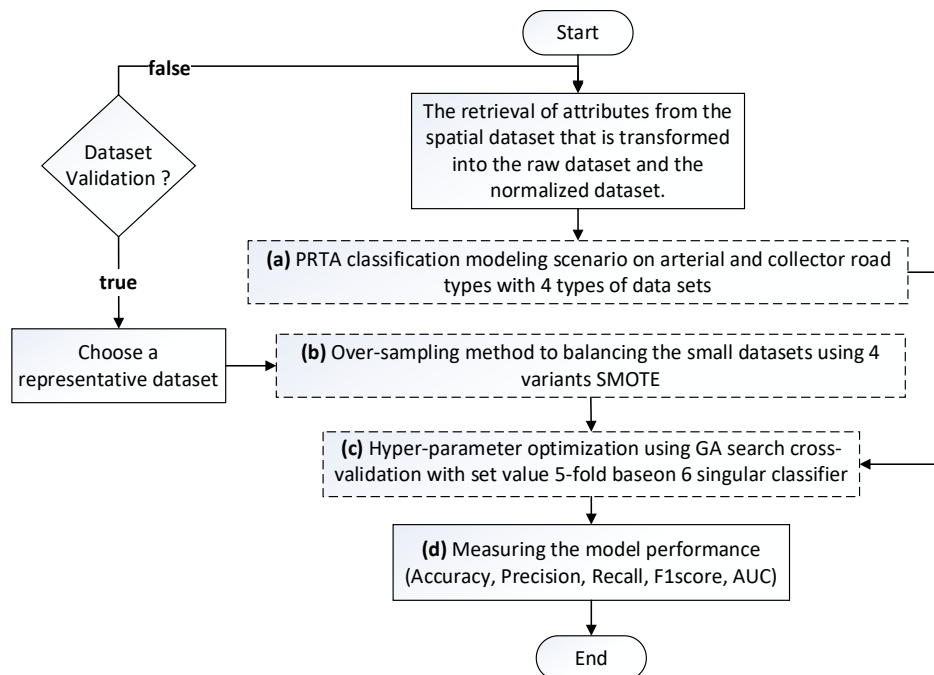 Start
false
The retrieval of attributes from the
spatial dataset that is transformed
into the raw dataset and the
normalized dataset.
Dataset
Validation ?
(a) PRTA classification modeling scenario on arterial and collector road
types with 4 types of data sets
true
Choose a
representative dataset
(b) Over-sampling method to balancing the small datasets using 4
variants SMOTE
(c) Hyper-parameter optimization using GA search cross-
validation with set value 5-fold baseon 6 singular classifier
(d) Measuring the model performance
(Accuracy, Precision, Recall, F1score, AUC)
End